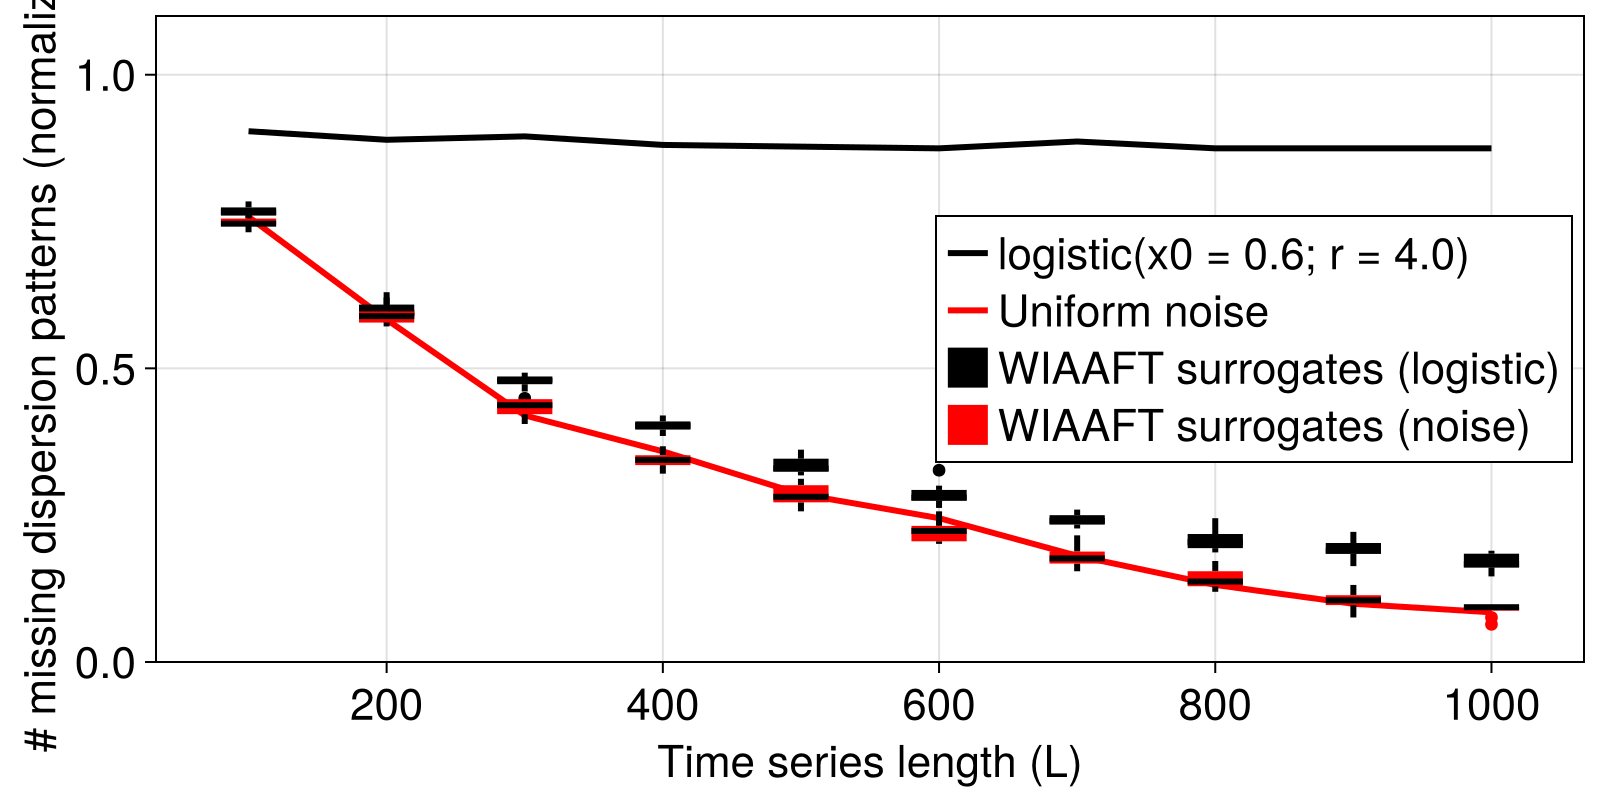 # missing dispersion patterns (normaliz
1.0
0.5
0.0
logistic(x0 = 0.6; r = 4.0)
Uniform noise
WIAAFT surrogates (logistic)
WIAAFT surrogates (noise)
200
400
600
800
1000
Time series length (L)